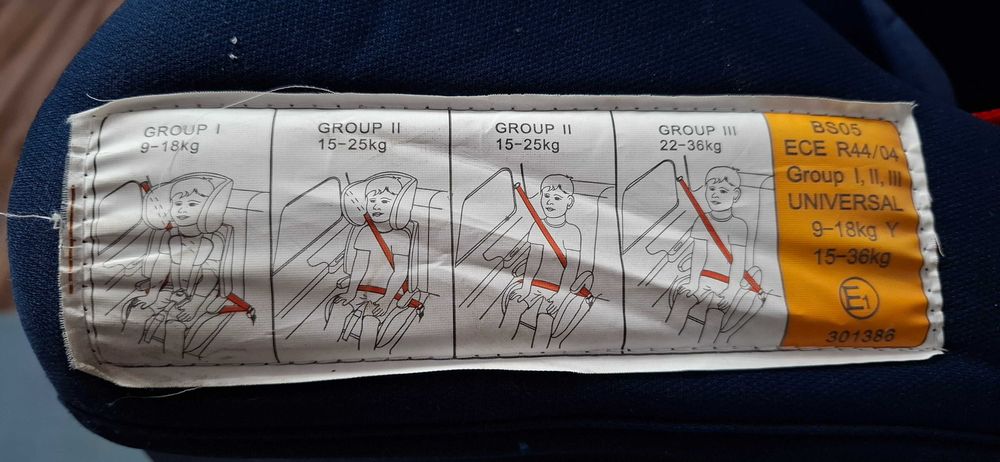 GROUP I
9-18kg
GROUP II
15-25kg
GROUP II
15-25kg
GROUP III
22-36kg
BS05
ECE R44/04
Group I, II, III
UNIVERSAL
9-18kg Y
15-36kg
E1
301386